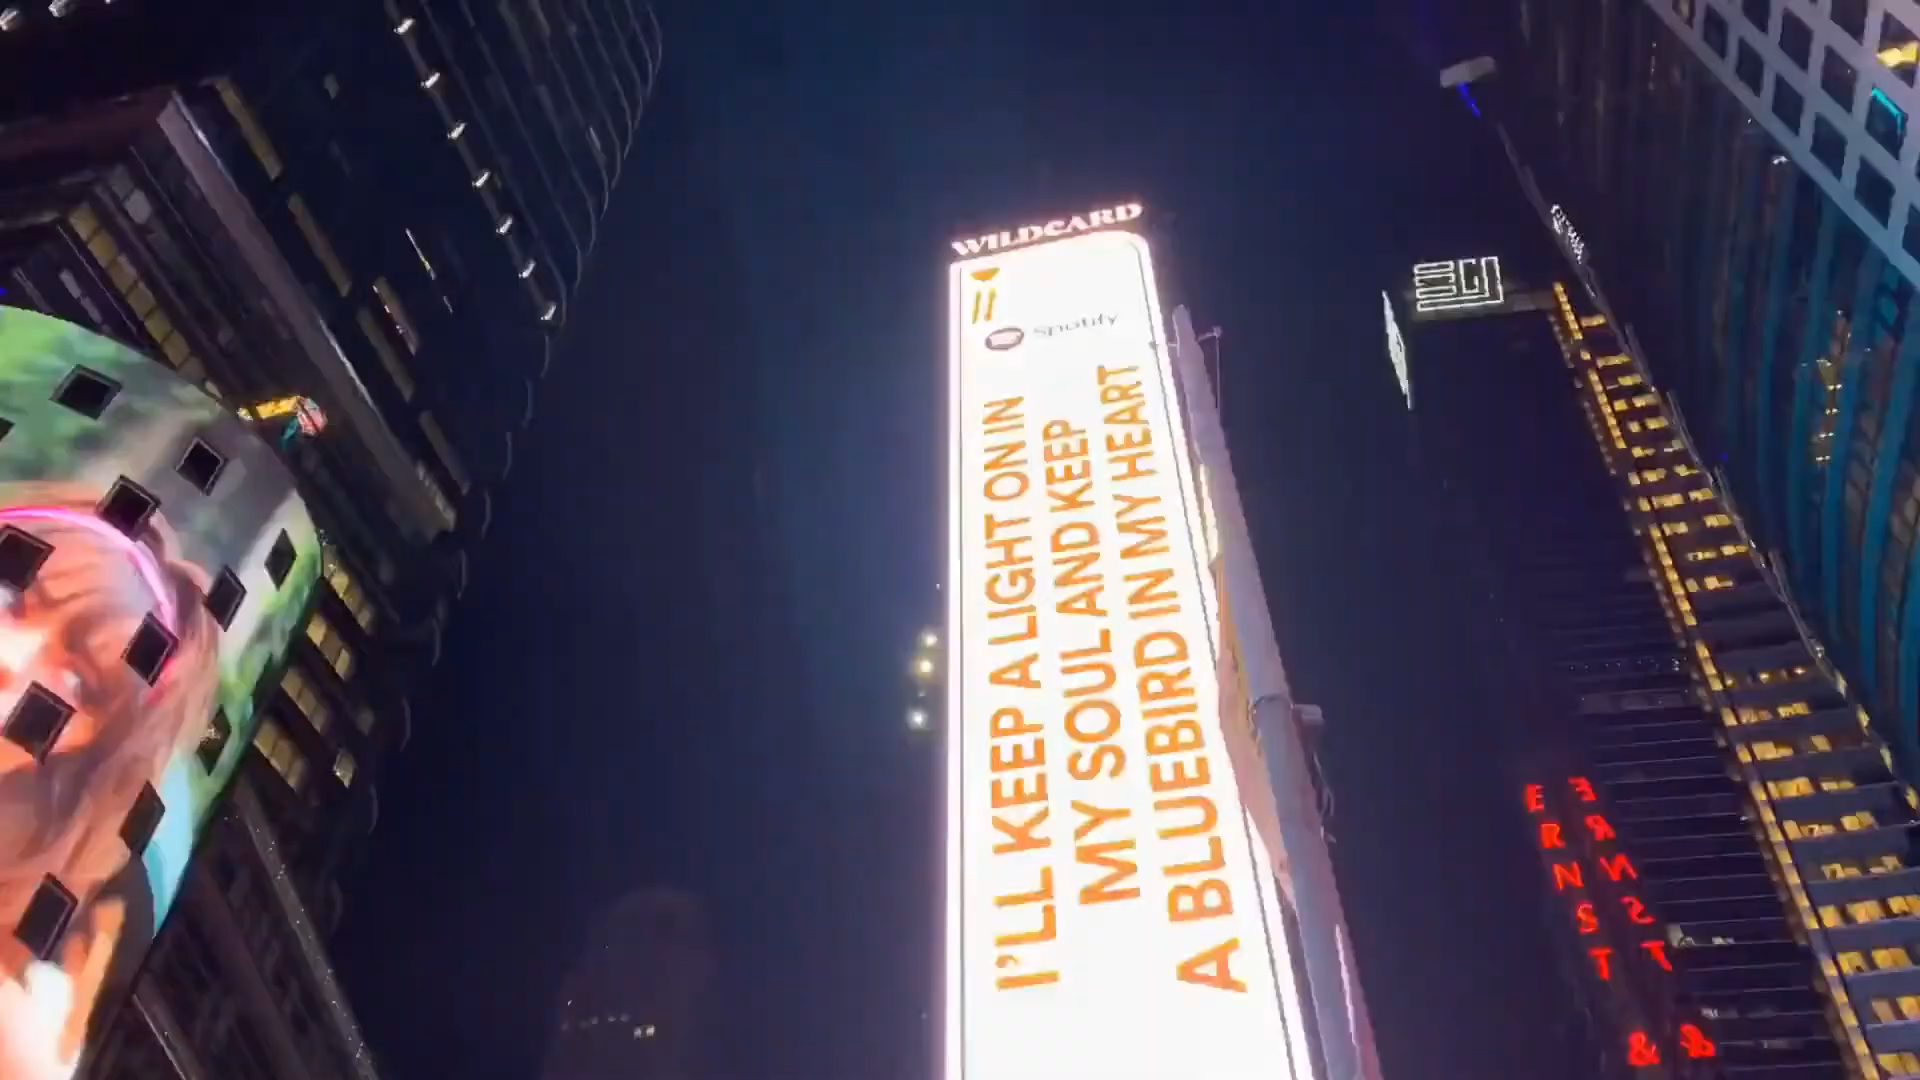 WILDCARD
Spotify
I'LL KEEP A LIGHT ON IN
MY SOUL AND KEEP
A BLUEBIRD IN MY HEART
ERNST
&